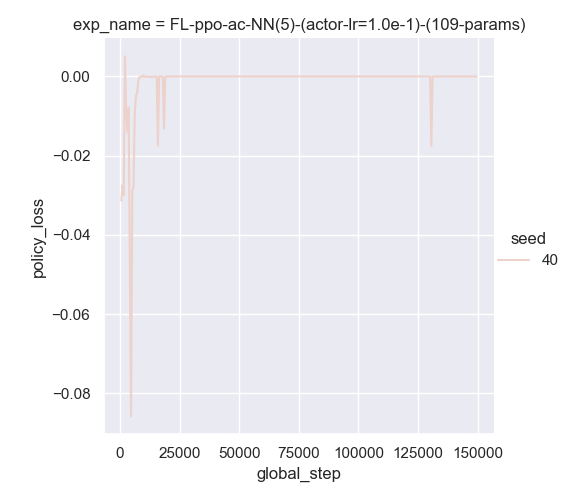 exp_name = FL-ppo-ac-NN(5)-(actor-lr=1.0e-1)-(109-params)
0.00
−0.02
−0.04
−0.06
−0.08
policy_loss
0 25000 50000 75000 100000 125000 150000
global_step
seed
40